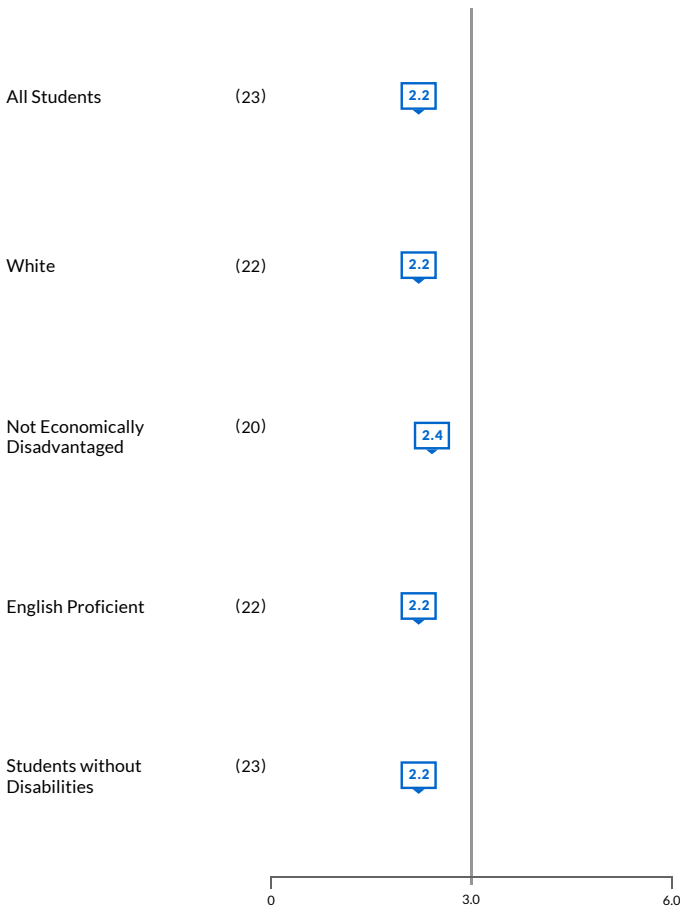 All Students (23) 2.2
White (22) 2.2
Not Economically (20) 2.4
Disadvantaged
English Proficient (22) 2.2
Students without (23) 2.2
Disabilities
0 3.0 6.0